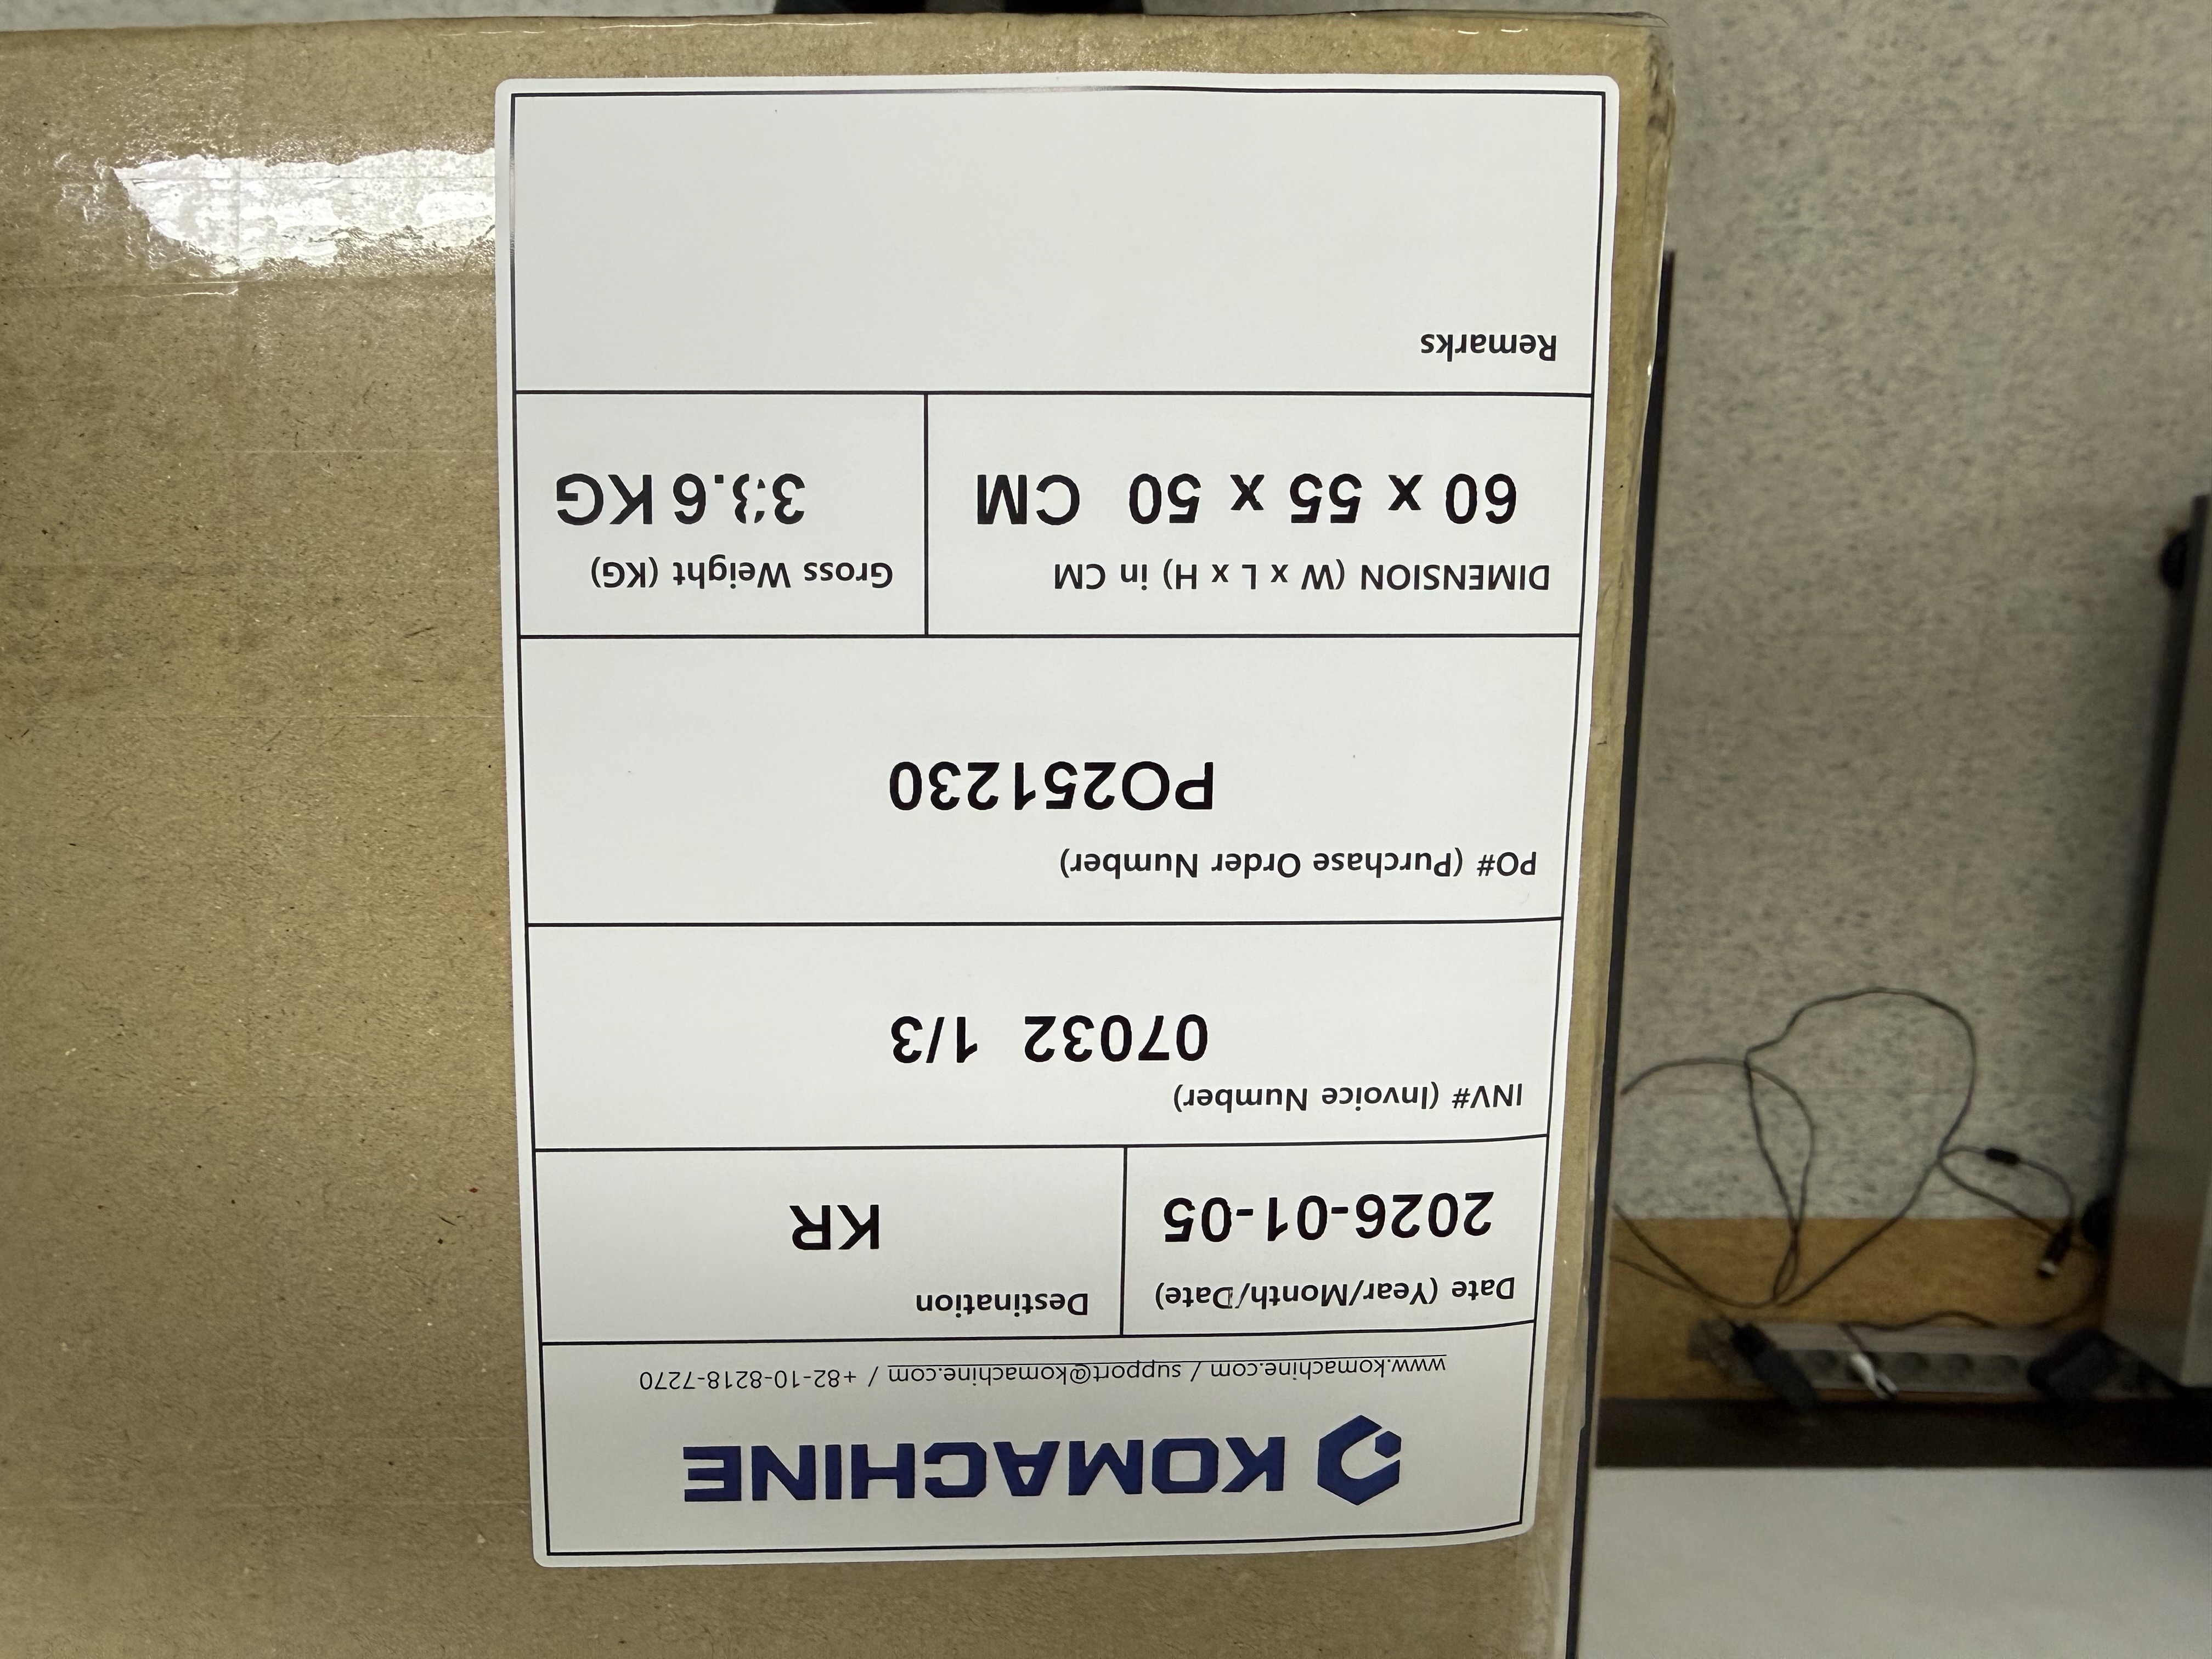 KOMACHINE
www.komachine.com / support@komachine.com / +82-10-8218-7270
Date (Year/Month/Date)
2026-01-05
Destination
KR
INV# (Invoice Number)
07032 1/3
PO# (Purchase Order Number)
PO251230
DIMENSION (W x L x H) in CM
60 x 55 x 50 CM
Gross Weight (KG)
KG
Remarks